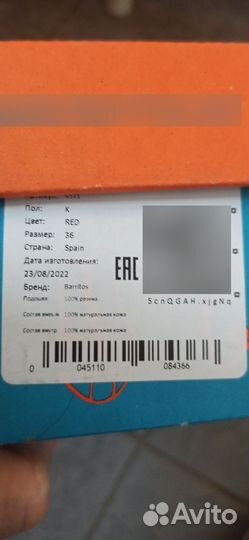 Пол: K
Цвет: RED
Размер: 36
Страна: Spain
Дата изготовления:
23/08/2022
Бренд: Barritos
Подошва: 100% резина
Состав внешн. 100% натуральная кожа
Состав внутр. 100% натуральная кожа
EAC
5cnQGAH.xjgNq
0 045110 084366
Avito